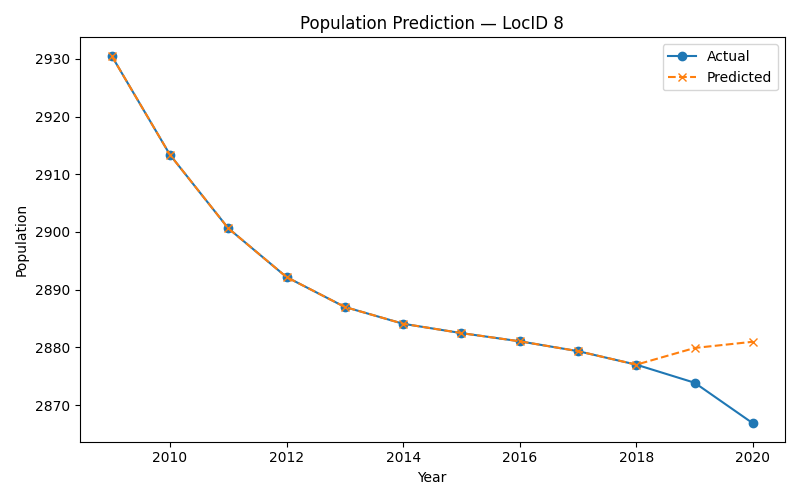 Population Prediction — LocID 8
Actual
Predicted
Population
2930
2920
2910
2900
2890
2880
2870
2010 2012 2014 2016 2018 2020
Year